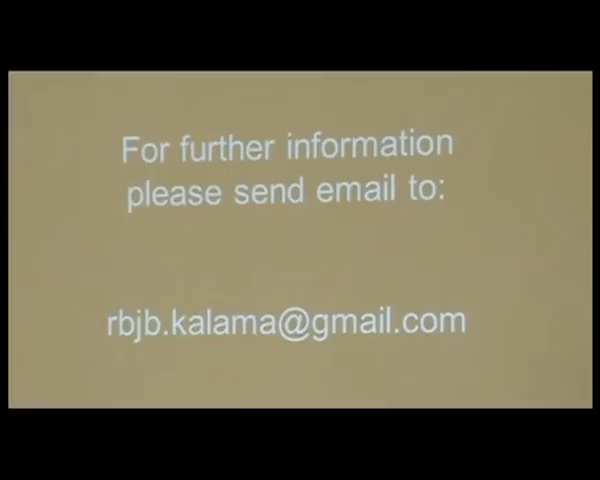 For further information
please send email to:
rbjb.kalama@gmail.com